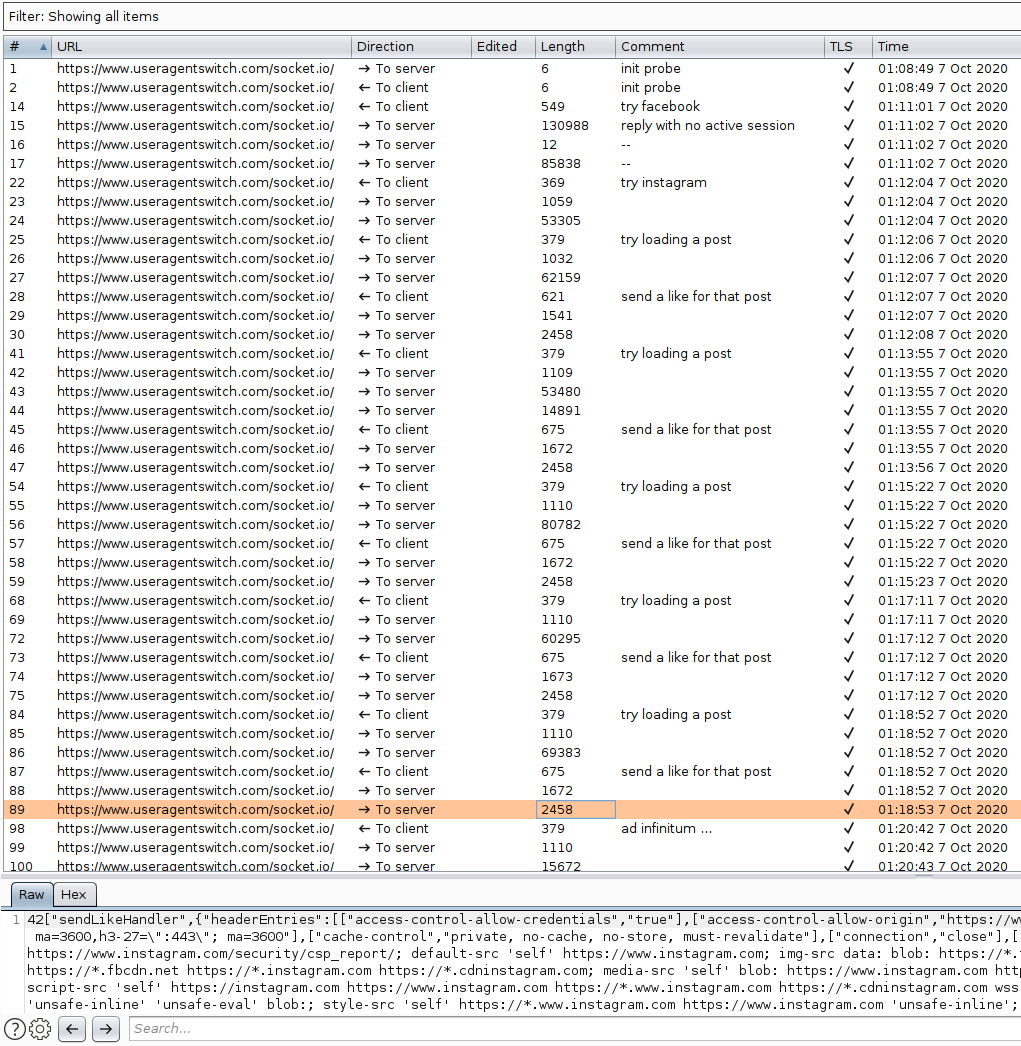 Filter: Showing all items
# URL Direction Edited Length Comment TLS Time
1 https://www.useragentswitch.com/socket.io/ → To server 6 init probe ✓ 01:08:49 7 Oct 2020
2 https://www.useragentswitch.com/socket.io/ ← To client 6 init probe ✓ 01:08:49 7 Oct 2020
14 https://www.useragentswitch.com/socket.io/ ← To client 549 try facebook ✓ 01:11:01 7 Oct 2020
15 https://www.useragentswitch.com/socket.io/ → To server 130988 reply with no active session ✓ 01:11:02 7 Oct 2020
16 https://www.useragentswitch.com/socket.io/ → To server 12 -- ✓ 01:11:02 7 Oct 2020
17 https://www.useragentswitch.com/socket.io/ → To server 85838 -- ✓ 01:11:02 7 Oct 2020
22 https://www.useragentswitch.com/socket.io/ ← To client 369 try instagram ✓ 01:12:04 7 Oct 2020
23 https://www.useragentswitch.com/socket.io/ → To server 1059 ✓ 01:12:04 7 Oct 2020
24 https://www.useragentswitch.com/socket.io/ → To server 53305 ✓ 01:12:04 7 Oct 2020
25 https://www.useragentswitch.com/socket.io/ ← To client 379 try loading a post ✓ 01:12:06 7 Oct 2020
26 https://www.useragentswitch.com/socket.io/ → To server 1032 ✓ 01:12:06 7 Oct 2020
27 https://www.useragentswitch.com/socket.io/ → To server 62159 ✓ 01:12:07 7 Oct 2020
28 https://www.useragentswitch.com/socket.io/ ← To client 621 send a like for that post ✓ 01:12:07 7 Oct 2020
29 https://www.useragentswitch.com/socket.io/ → To server 1541 ✓ 01:12:07 7 Oct 2020
30 https://www.useragentswitch.com/socket.io/ → To server 2458 ✓ 01:12:08 7 Oct 2020
41 https://www.useragentswitch.com/socket.io/ ← To client 379 try loading a post ✓ 01:13:55 7 Oct 2020
42 https://www.useragentswitch.com/socket.io/ → To server 1109 ✓ 01:13:55 7 Oct 2020
43 https://www.useragentswitch.com/socket.io/ → To server 53480 ✓ 01:13:55 7 Oct 2020
44 https://www.useragentswitch.com/socket.io/ → To server 14891 ✓ 01:13:55 7 Oct 2020
45 https://www.useragentswitch.com/socket.io/ ← To client 675 send a like for that post ✓ 01:13:55 7 Oct 2020
46 https://www.useragentswitch.com/socket.io/ → To server 1672 ✓ 01:13:55 7 Oct 2020
47 https://www.useragentswitch.com/socket.io/ → To server 2458 ✓ 01:13:56 7 Oct 2020
54 https://www.useragentswitch.com/socket.io/ ← To client 379 try loading a post ✓ 01:15:22 7 Oct 2020
55 https://www.useragentswitch.com/socket.io/ → To server 1110 ✓ 01:15:22 7 Oct 2020
56 https://www.useragentswitch.com/socket.io/ → To server 80782 ✓ 01:15:22 7 Oct 2020
57 https://www.useragentswitch.com/socket.io/ ← To client 675 send a like for that post ✓ 01:15:22 7 Oct 2020
58 https://www.useragentswitch.com/socket.io/ → To server 1672 ✓ 01:15:22 7 Oct 2020
59 https://www.useragentswitch.com/socket.io/ → To server 2458 ✓ 01:15:23 7 Oct 2020
68 https://www.useragentswitch.com/socket.io/ ← To client 379 try loading a post ✓ 01:17:11 7 Oct 2020
69 https://www.useragentswitch.com/socket.io/ → To server 1110 ✓ 01:17:11 7 Oct 2020
72 https://www.useragentswitch.com/socket.io/ → To server 60295 ✓ 01:17:12 7 Oct 2020
73 https://www.useragentswitch.com/socket.io/ ← To client 675 send a like for that post ✓ 01:17:12 7 Oct 2020
74 https://www.useragentswitch.com/socket.io/ → To server 1673 ✓ 01:17:12 7 Oct 2020
75 https://www.useragentswitch.com/socket.io/ → To server 2458 ✓ 01:17:12 7 Oct 2020
84 https://www.useragentswitch.com/socket.io/ ← To client 379 try loading a post ✓ 01:18:52 7 Oct 2020
85 https://www.useragentswitch.com/socket.io/ → To server 1110 ✓ 01:18:52 7 Oct 2020
86 https://www.useragentswitch.com/socket.io/ → To server 69383 ✓ 01:18:52 7 Oct 2020
87 https://www.useragentswitch.com/socket.io/ ← To client 675 send a like for that post ✓ 01:18:52 7 Oct 2020
88 https://www.useragentswitch.com/socket.io/ → To server 1672 ✓ 01:18:52 7 Oct 2020
89 https://www.useragentswitch.com/socket.io/ → To server 2458 ✓ 01:18:53 7 Oct 2020
98 https://www.useragentswitch.com/socket.io/ ← To client 379 ad infinitum ... ✓ 01:20:42 7 Oct 2020
99 https://www.useragentswitch.com/socket.io/ → To server 1110 ✓ 01:20:42 7 Oct 2020
100 https://www.useragentswitch.com/socket.io/ → To server 15672 ✓ 01:20:43 7 Oct 2020
Raw Hex
1 42["sendLikeHandler",{"headerEntries":[["access-control-allow-credentials","true"],["access-control-allow-origin","https://ww
ma=3600,h3-27=\":443\"; ma=3600"],["cache-control","private, no-cache, no-store, must-revalidate"],["connection","close"],[
https://www.instagram.com/security/csp_report/; default-src 'self' https://www.instagram.com; img-src data: blob: https://*.
https://*.fbcdn.net https://*.instagram.com https://*.cdninstagram.com; media-src 'self' blob: https://www.instagram.com htt
script-src 'self' https://instagram.com https://www.instagram.com https://*.www.instagram.com https://*.cdninstagram.com wss
'unsafe-inline' 'unsafe-eval' blob:; style-src 'self' https://*.www.instagram.com https://www.instagram.com 'unsafe-inline';
? ← → Search...